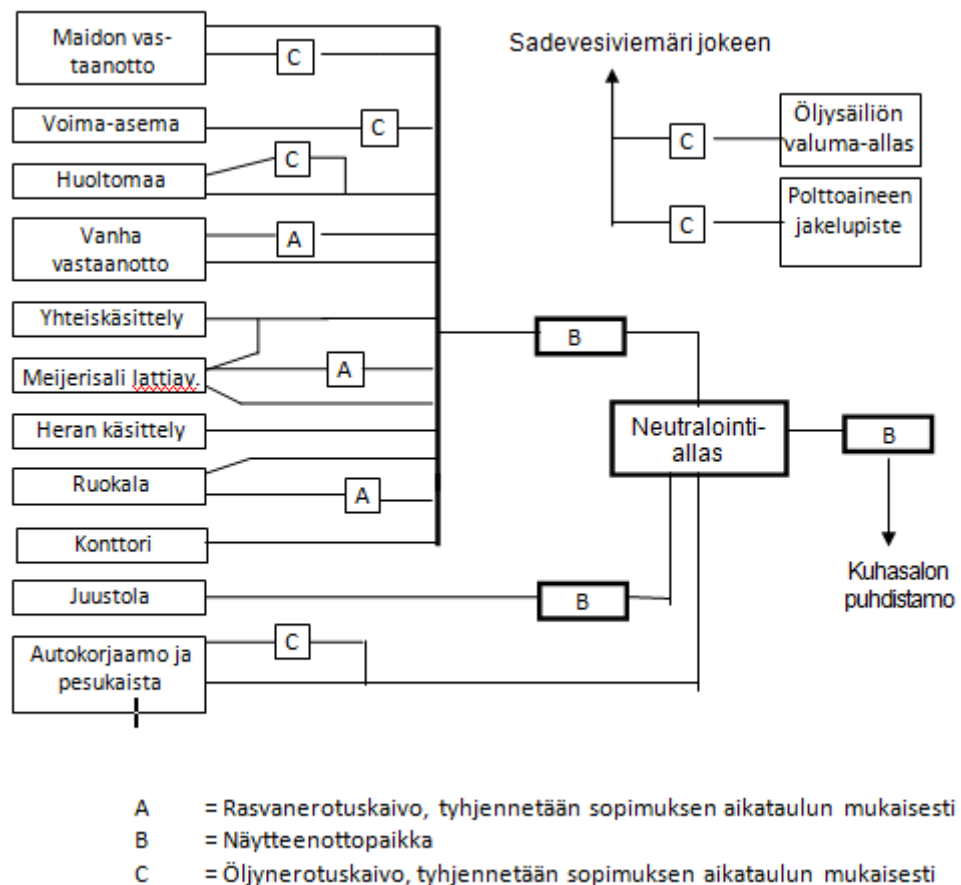 Maidon vas-
taanotto
C
Voima-asema
C
Huoltomaa
C
Vanha
vastaanotto
A
Yhteiskäsittely
Meijerisali lattiav.
A
Heran käsittely
Ruokala
A
Konttori
Juustola
B
Autokorjaamo ja
pesukaista
C
Sadevesiviemäri jokeen
C
Öljysäiliön
valuma-allas
C
Polttoaineen
jakelupiste
B
Neutralointi-
allas
B
Kuhasalon
puhdistamo
A = Rasvanerotuskaivo, tyhjennetään sopimuksen aikataulun mukaisesti
B = Näytteenottopaikka
C = Öljynerotuskaivo, tyhjennetään sopimuksen aikataulun mukaisesti